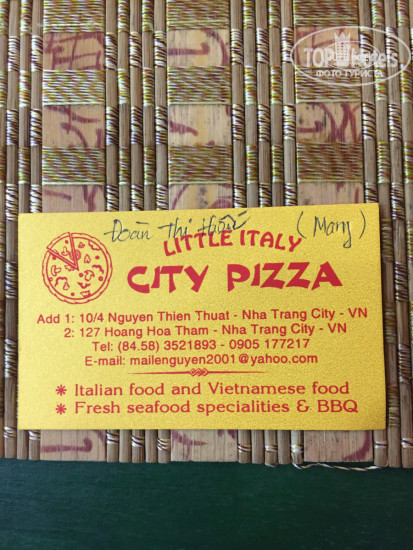 TOPHotels
ФОТО ТУРИСТА
Đoàn Thị (Mary)
LITTLE ITALY
CITY PIZZA
Add 1: 10/4 Nguyen Thien Thuat - Nha Trang City - VN
2: 127 Hoang Hoa Tham - Nha Trang City - VN
Tel: (84.58) 3521893 - 0905 177217
E-mail: mailenguyen2001@yahoo.com
* Italian food and Vietnamese food
* Fresh seafood specialities & BBQ